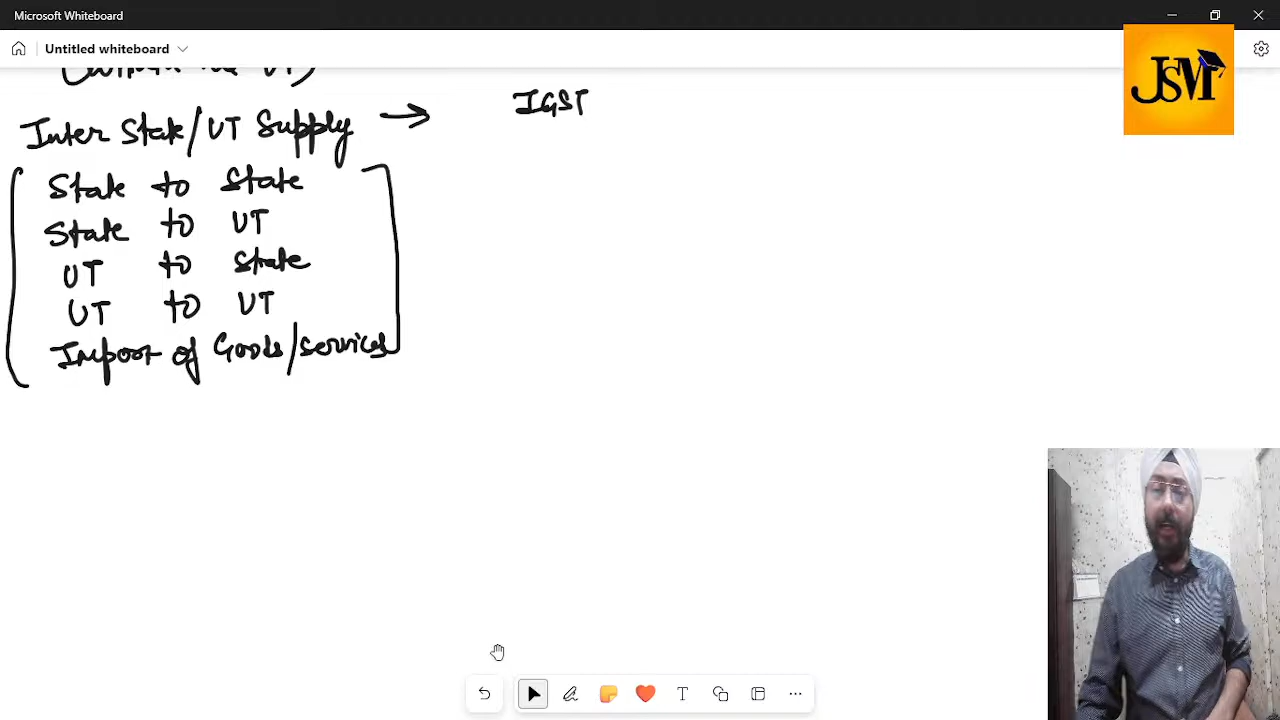 Microsoft Whiteboard
Untitled whiteboard
JSM
Inter State/UT Supply → IGST
State to State
State to UT
UT to State
UT to UT
Import of Goods/Services
T